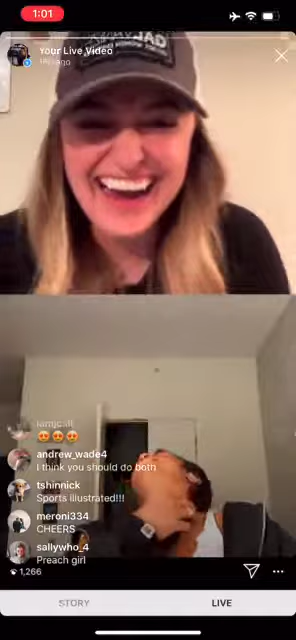 1:01
Your Live Video
andrew_wade4
I think you should do both
tshinnick
Sports illustrated!!!
meroni334
CHEERS
sallywho_4
Preach girl
1,266
STORY
LIVE